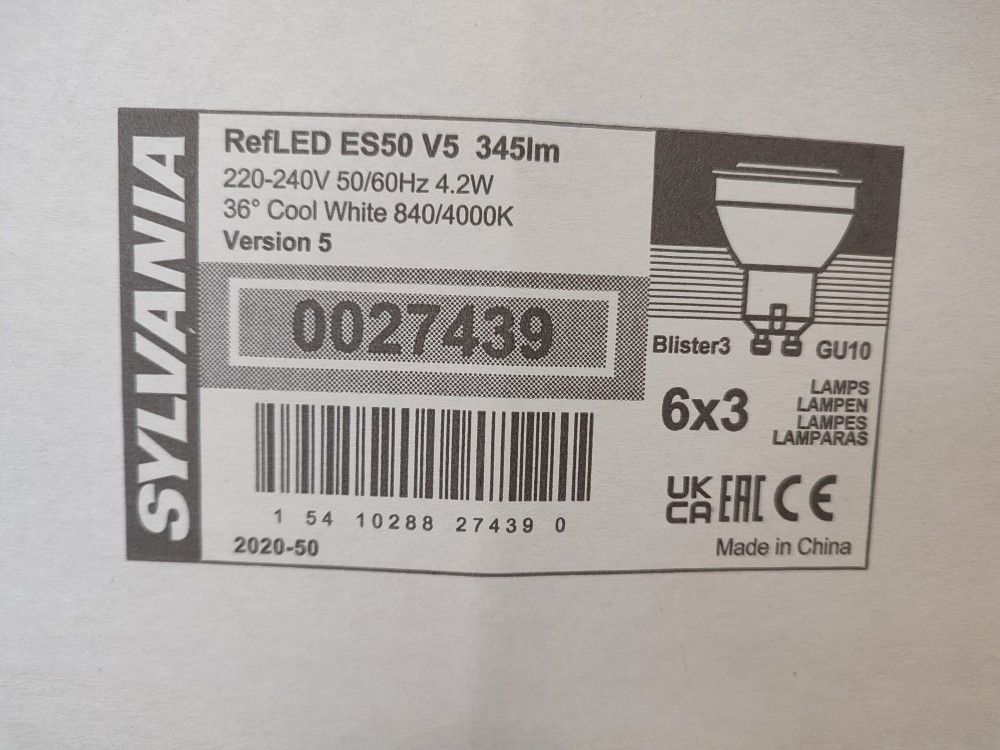 SYLVANIA
RefLED ES50 V5 345lm
220-240V 50/60Hz 4.2W
36° Cool White 840/4000K
Version 5
0027439
1 54 10288 27439 0
2020-50
Blister3
GU10
6x3
LAMPS
LAMPEN
LAMPES
LAMPARAS
UK
CA
EAC CE
Made in China